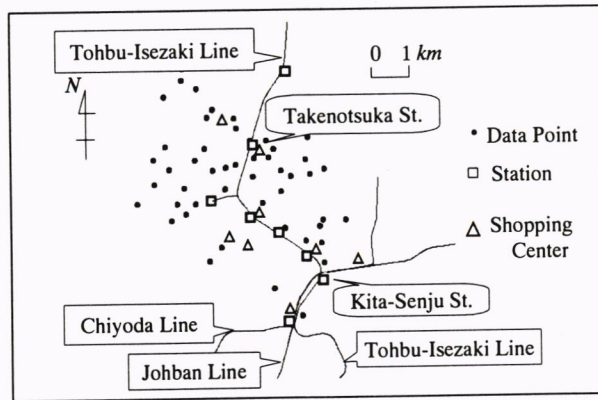 Tohbu-Isezaki Line
0 1 km
N
Takenotsuka St.
Data Point
Station
Shopping
Center
Kita-Senju St.
Chiyoda Line
Tohbu-Isezaki Line
Johban Line